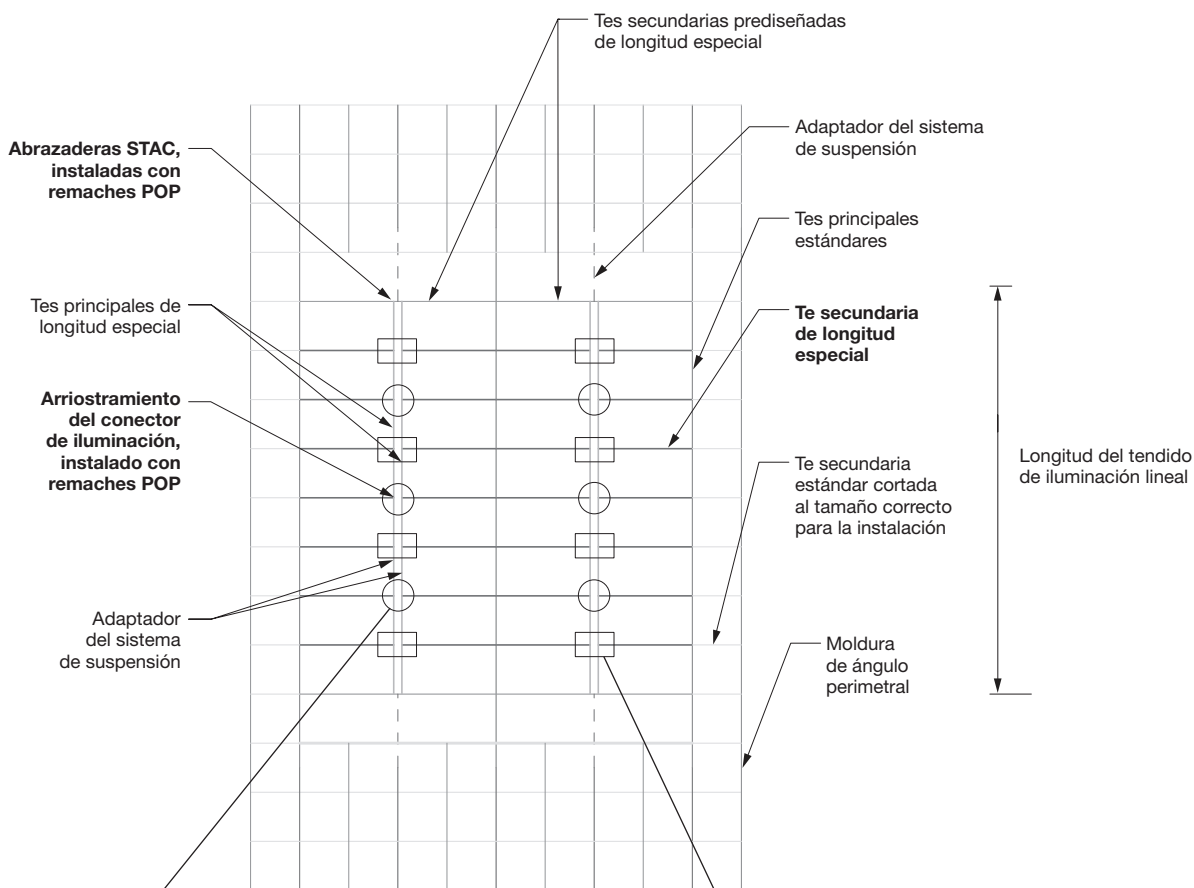 Tes secundarias prediseñadas
de longitud especial
Abrazaderas STAC,
instaladas con
remaches POP
Adaptador del sistema
de suspensión
Tes principales
estándares
Tes principales de
longitud especial
Te secundaria
de longitud
especial
Arriostramiento
del conector
de iluminación,
instalado con
remaches POP
Te secundaria
estándar cortada
al tamaño correcto
para la instalación
Longitud del tendido
de iluminación lineal
Adaptador
del sistema
de suspensión
Moldura
de ángulo
perimetral